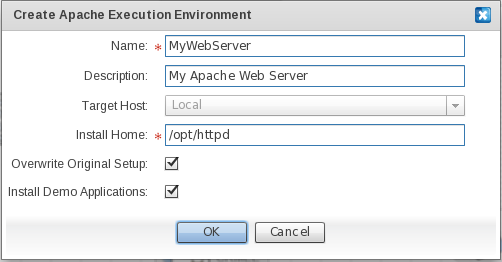 Create Apache Execution Environment
Name: * MyWebServer
Description: My Apache Web Server
Target Host: Local
Install Home: * /opt/httpd
Overwrite Original Setup:
Install Demo Applications:
OK Cancel